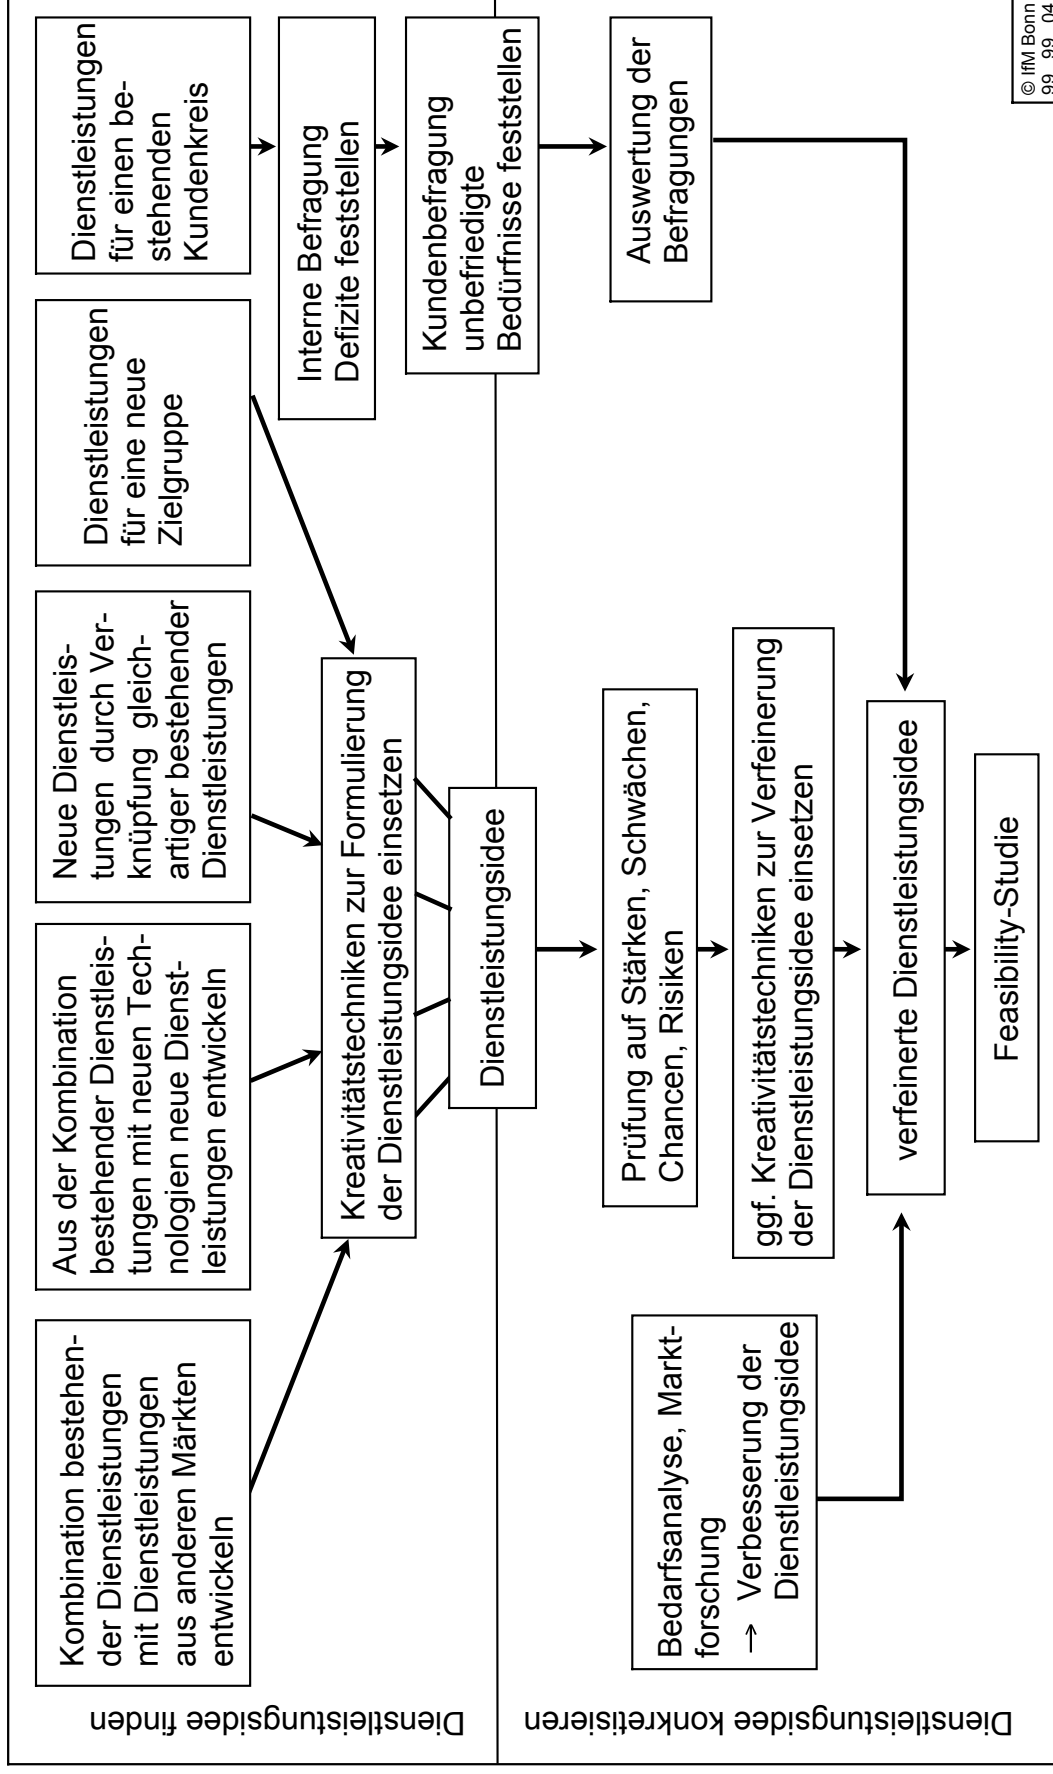 Dienstleistungsidee finden
Kombination bestehen-
der Dienstleistungen
mit Dienstleistungen
aus anderen Märkten
entwickeln
Aus der Kombination
bestehender Dienstleis-
tungen mit neuen Tech-
nologien neue Dienst-
leistungen entwickeln
Neue Dienstleis-
tungen durch Ver-
knüpfung gleich-
artiger bestehender
Dienstleistungen
Dienstleistungen
für eine neue
Zielgruppe
Dienstleistungen
für einen be-
stehenden
Kundenkreis
Kreativitätstechniken zur Formulierung
der Dienstleistungsidee einsetzen
Interne Befragung
Defizite feststellen
Dienstleistungsidee
Kundenbefragung
unbefriedigte
Bedürfnisse feststellen
Dienstleistungsidee konkretisieren
Bedarfsanalyse, Markt-
forschung
→ Verbesserung der
Dienstleistungsidee
Prüfung auf Stärken, Schwächen,
Chancen, Risiken
Auswertung der
Befragungen
ggf. Kreativitätstechniken zur Verfeinerung
der Dienstleistungsidee einsetzen
verfeinerte Dienstleistungsidee
Feasibility-Studie
© IfM Bonn
99 99 04